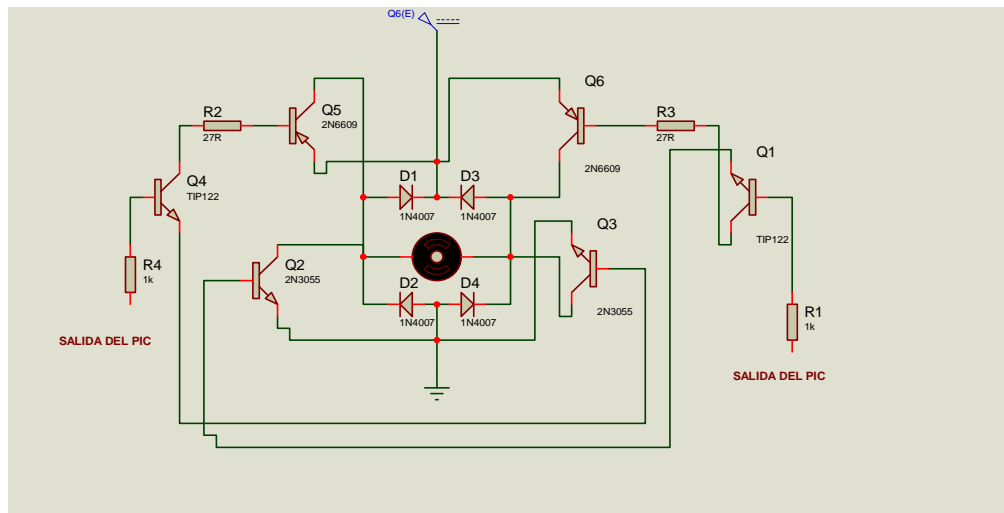 Q6(E)
Q6
R2
27R
Q5
2N6609
R3
27R
2N6609
Q1
Q4
TIP122
D1
1N4007
D3
1N4007
Q3
TIP122
R4
1k
Q2
2N3055
D2
1N4007
D4
1N4007
2N3055
R1
1k
SALIDA DEL PIC
SALIDA DEL PIC